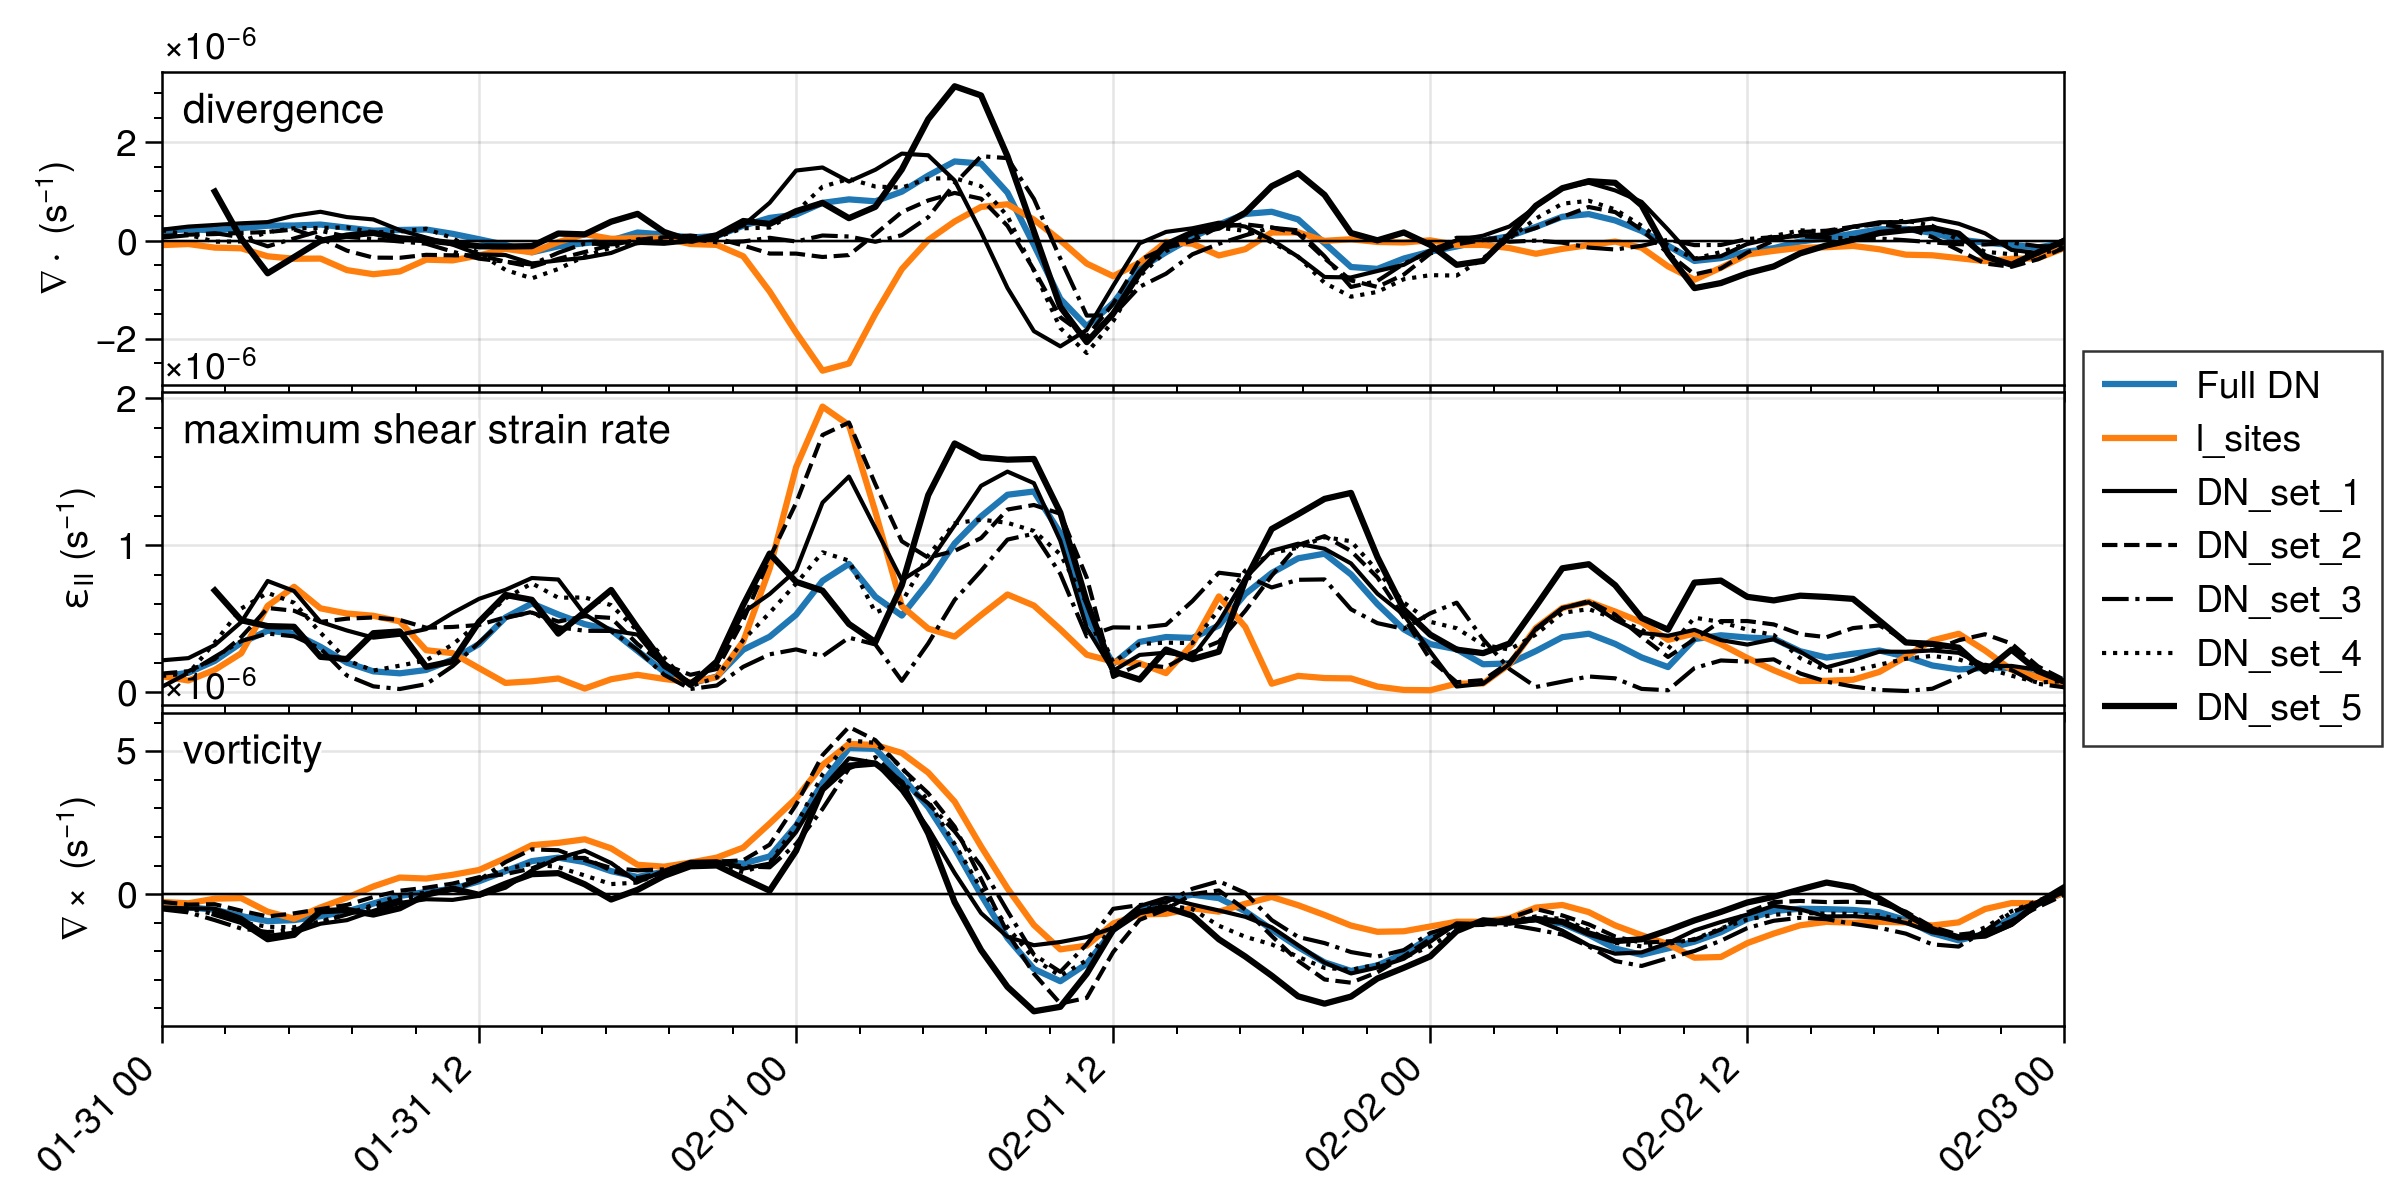 ×10⁻⁶
divergence
2
0
−2
∇· (s⁻¹)
×10⁻⁶
maximum shear strain rate
2
1
0
ε_II (s⁻¹)
×10⁻⁶
vorticity
5
0
∇× (s⁻¹)
01-31 00
01-31 12
02-01 00
02-01 12
02-02 00
02-02 12
02-03 00
Full DN
l_sites
DN_set_1
DN_set_2
DN_set_3
DN_set_4
DN_set_5